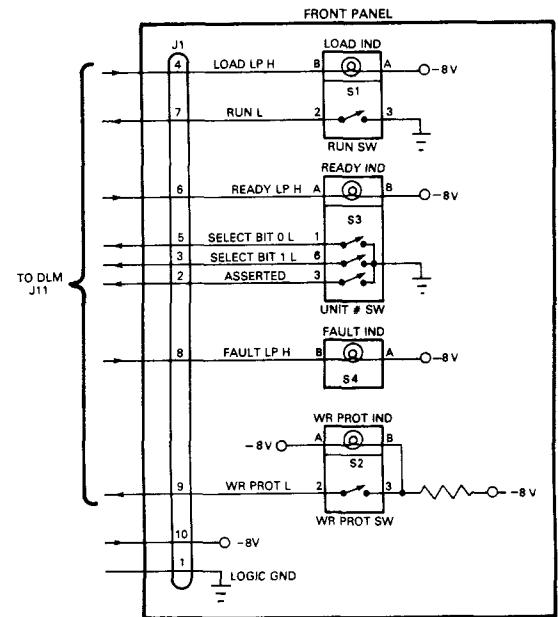 FRONT PANEL
J1
LOAD IND
4 LOAD LP H B A -8V
S1
7 RUN L 2 3
RUN SW
READY IND
6 READY LP H A B -8V
S3
5 SELECT BIT 0 L 1
3 SELECT BIT 1 L 6
2 ASSERTED 3
TO DLM
J11
UNIT # SW
FAULT IND
8 FAULT LP H B A -8V
S4
WR PROT IND
-8V A B
S2
9 WR PROT L 2 3 -8V
WR PROT SW
10 -8V
1
LOGIC GND